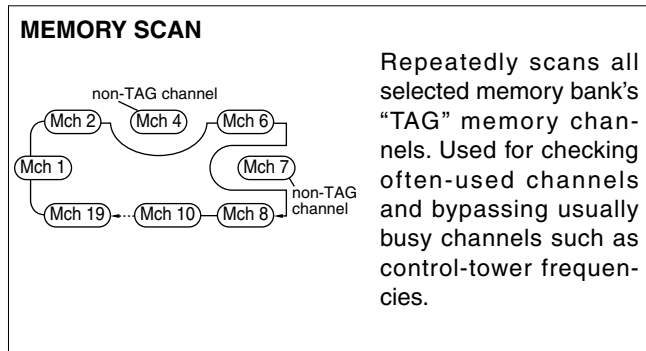 MEMORY SCAN
non-TAG channel
Mch 2
Mch 4
Mch 6
Mch 1
Mch 7
non-TAG
channel
Mch 19
Mch 10
Mch 8
Repeatedly scans all
selected memory bank's
"TAG" memory chan-
nels. Used for checking
often-used channels
and bypassing usually
busy channels such as
control-tower frequen-
cies.